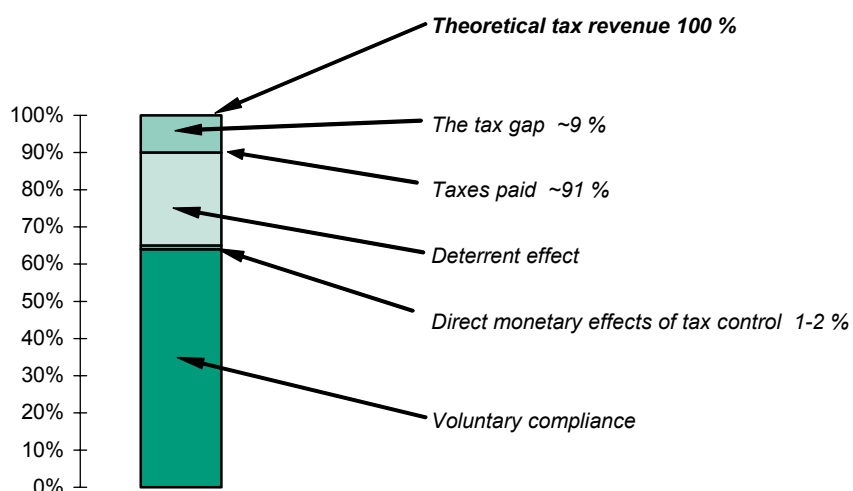 Theoretical tax revenue 100 %
100%
The tax gap ~9 %
90%
Taxes paid ~91 %
80%
70%
Deterrent effect
60%
50%
Direct monetary effects of tax control 1-2 %
40%
30%
20%
Voluntary compliance
10%
0%